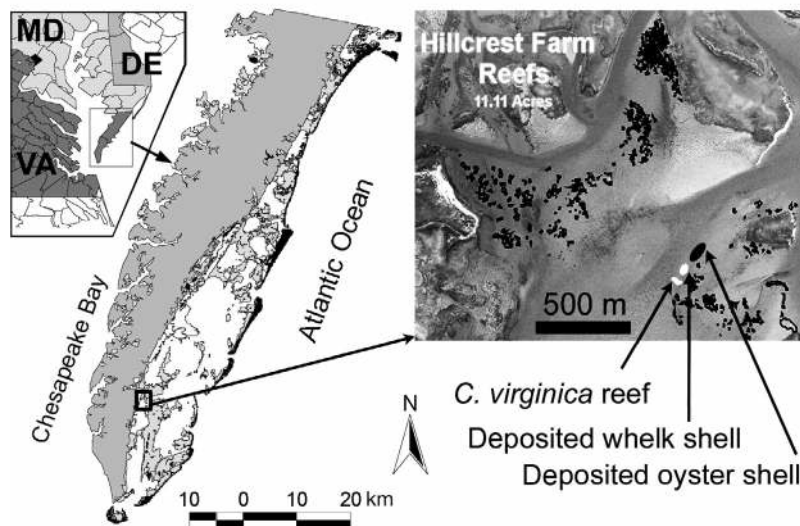 MD
DE
VA
Chesapeake Bay
Atlantic Ocean
N
10 0 10 20 km
Hillcrest Farm
Reefs
11.11 Acres
500 m
C. virginica reef
Deposited whelk shell
Deposited oyster shell